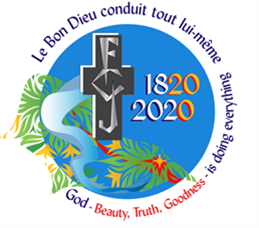 Le Bon Dieu conduit tout lui-même
FCJ
1820
2020
God - Beauty, Truth, Goodness - is doing everything